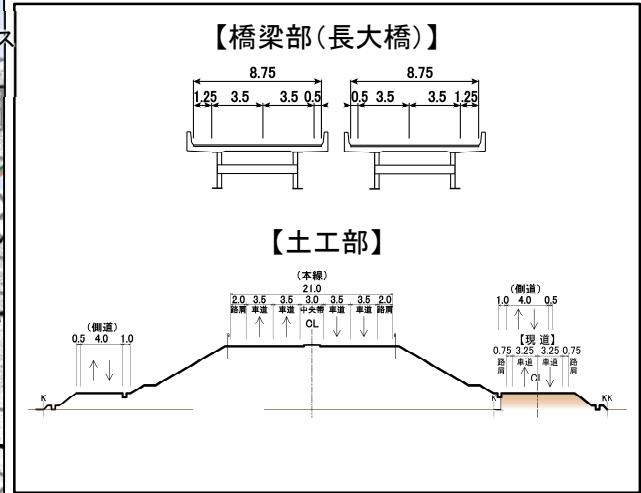 ス
【橋梁部(長大橋)】
8.75 8.75
1.25 3.5 3.5 0.5 0.5 3.5 3.5 1.25
【土工部】
(本線)
21.0
2.0 3.5 3.5 3.0 3.5 3.5 2.0
路肩 車道 車道 中央帯 車道 車道 路肩
CL
(側道)
0.5 4.0 1.0
(側道)
1.0 4.0 0.5
【現道】
0.75 3.25 3.25 0.75
路肩 車道 車道 路肩
CL
K K KK